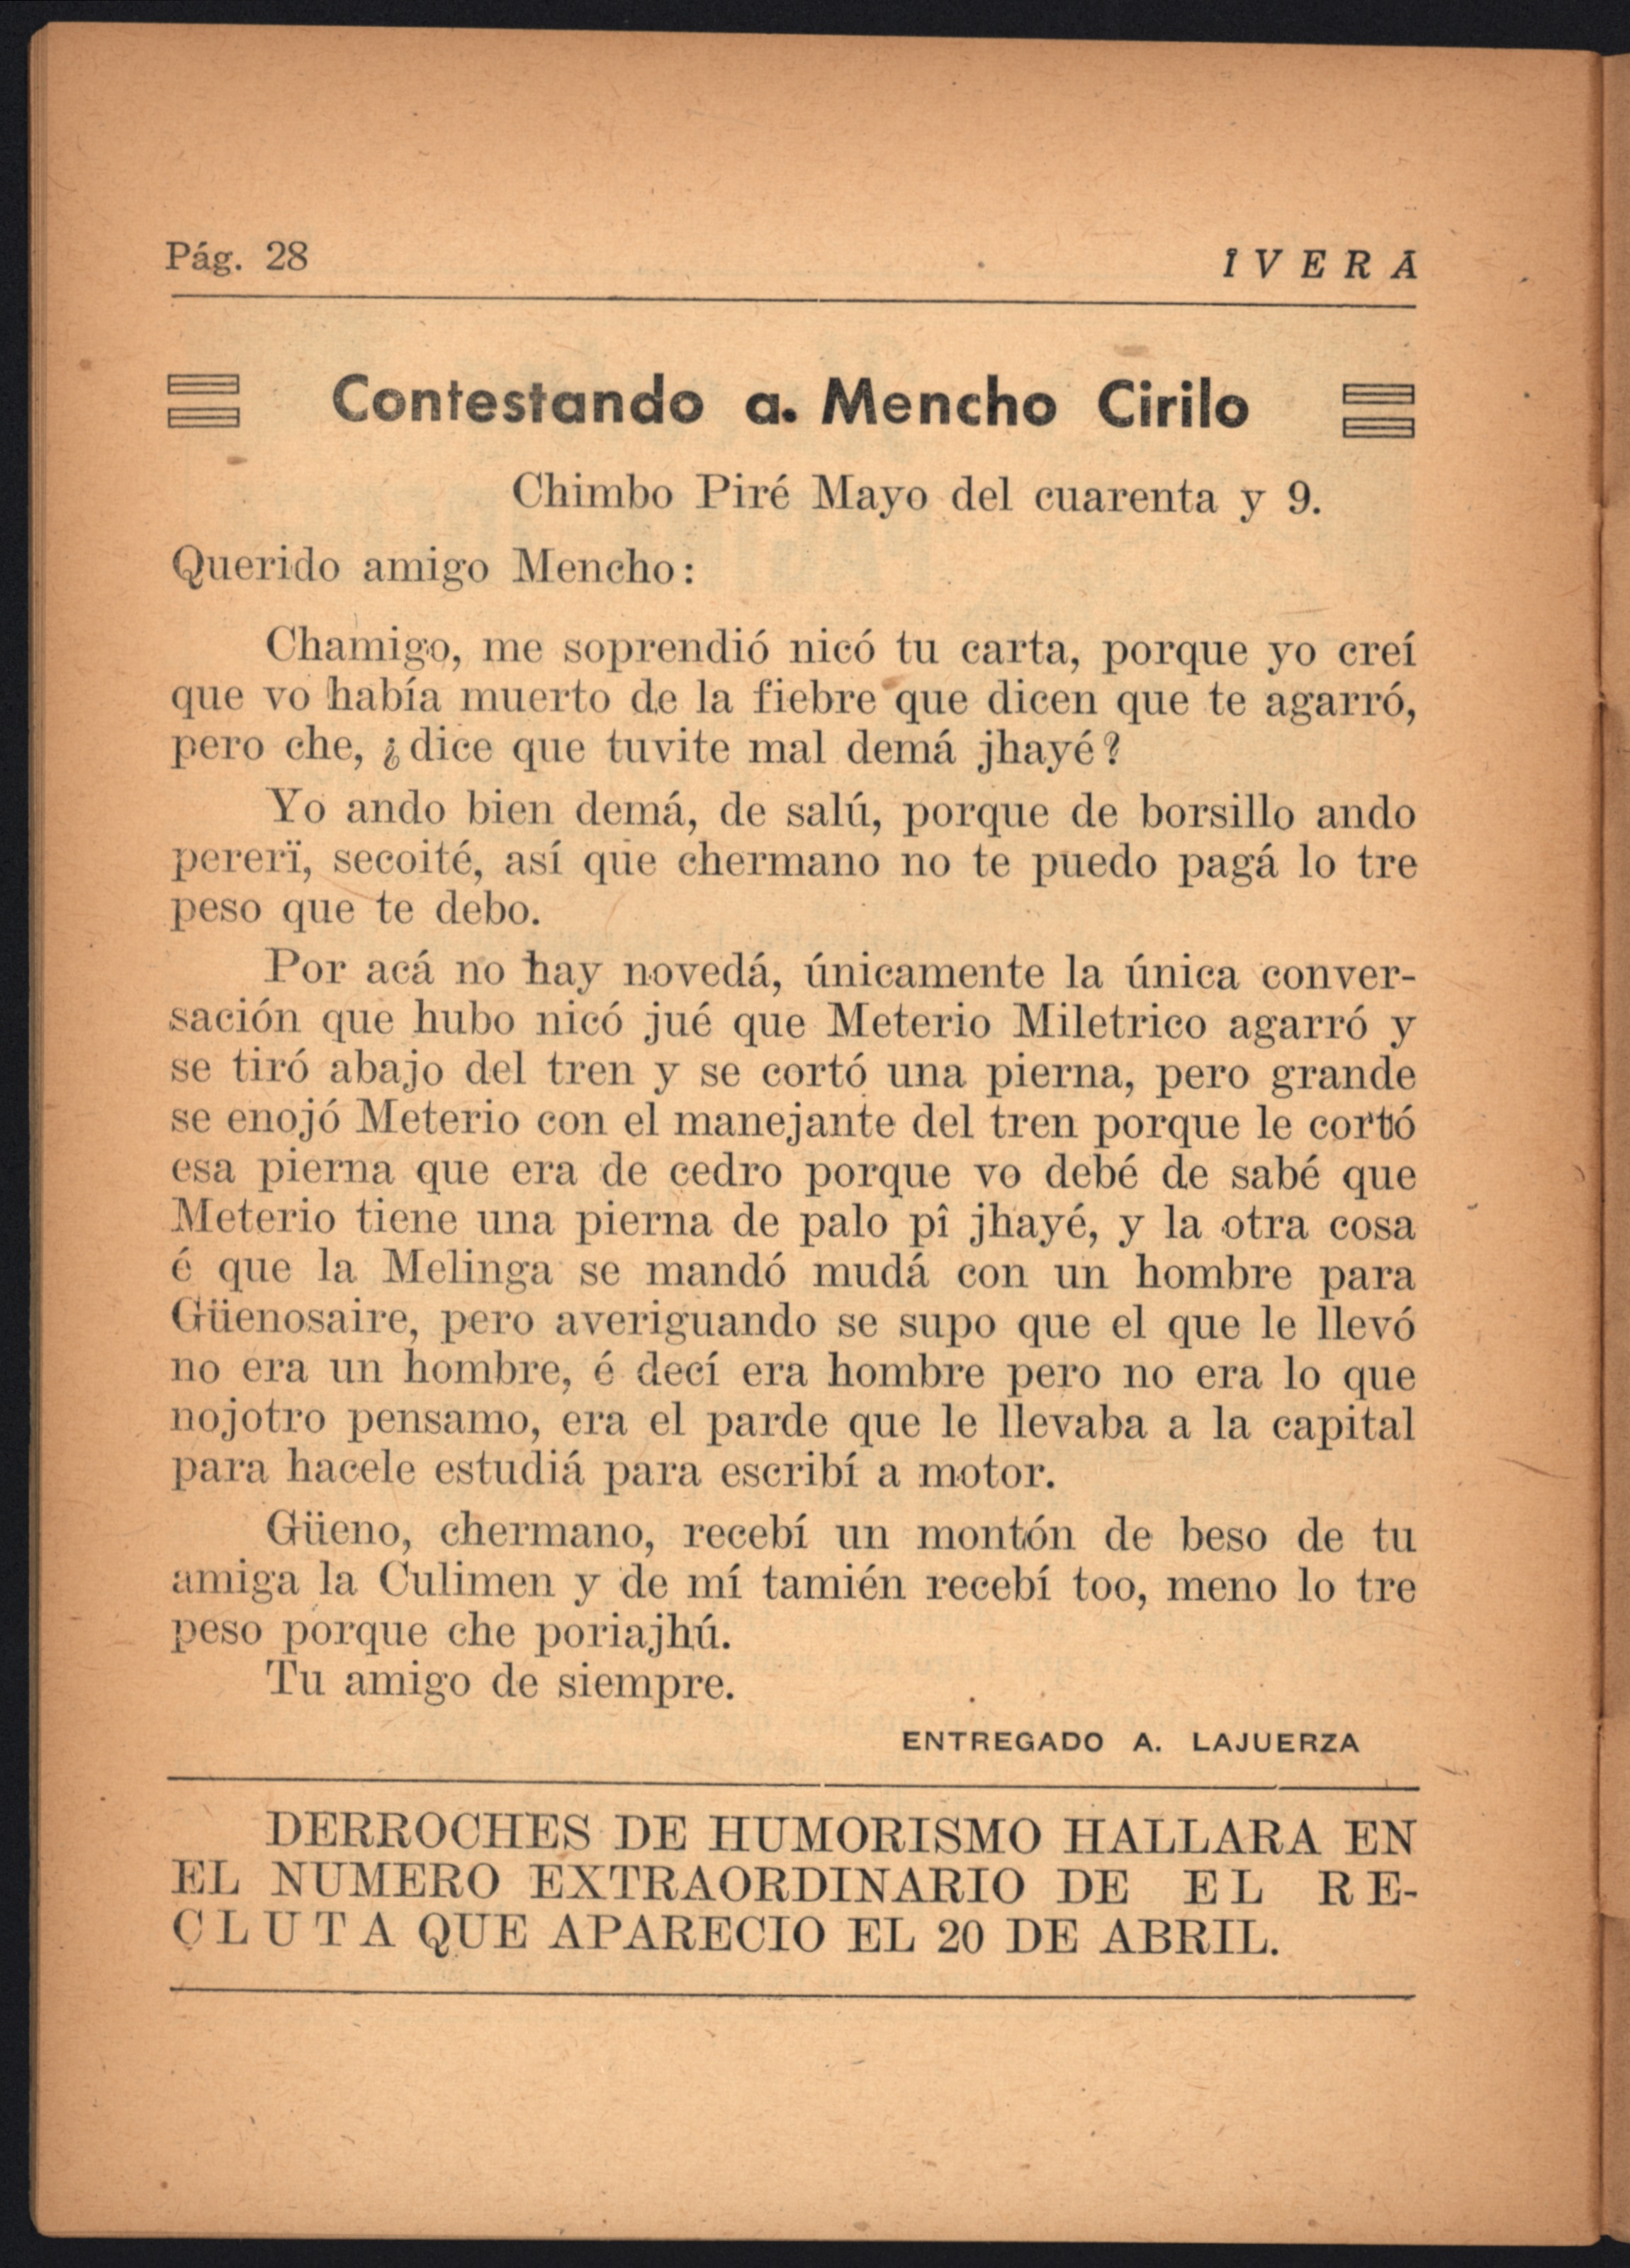 Pág. 28
ÎVERA
Contestando a. Mencho Cirilo
Chimbo Piré Mayo del cuarenta y 9.
Querido amigo Mencho:
Chamigo, me soprendió nicó tu carta, porque yo creí
que vo había muerto de la fiebre que dicen que te agarró,
pero che, ¿dice que tuvite mal demá jhayé?
Yo ando bien demá, de salú, porque de borsillo ando
pererï, secoité, así que chermano no te puedo pagá lo tre
peso que te debo.
Por acá no hay novedá, únicamente la única conver-
sación que hubo nicó jué que Meterio Miletrico agarró y
se tiró abajo del tren y se cortó una pierna, pero grande
se enojó Meterio con el manejante del tren porque le cortó
esa pierna que era de cedro porque vo debé de sabé que
Meterio tiene una pierna de palo pî jhayé, y la otra cosa
é que la Melinga se mandó mudá con un hombre para
Güenosaire, pero averiguando se supo que el que le llevó
no era un hombre, é decí era hombre pero no era lo que
nojotro pensamo, era el parde que le llevaba a la capital
para hacele estudiá para escribí a motor.
Güeno, chermano, recebí un montón de beso de tu
amiga la Culimen y de mí tamién recebí too, meno lo tre
peso porque che poriajhú.
Tu amigo de siempre.
ENTREGADO A. LAJUERZA
DERROCHES DE HUMORISMO HALLARA EN
EL NUMERO EXTRAORDINARIO DE EL RE-
CLUTA QUE APARECIO EL 20 DE ABRIL.